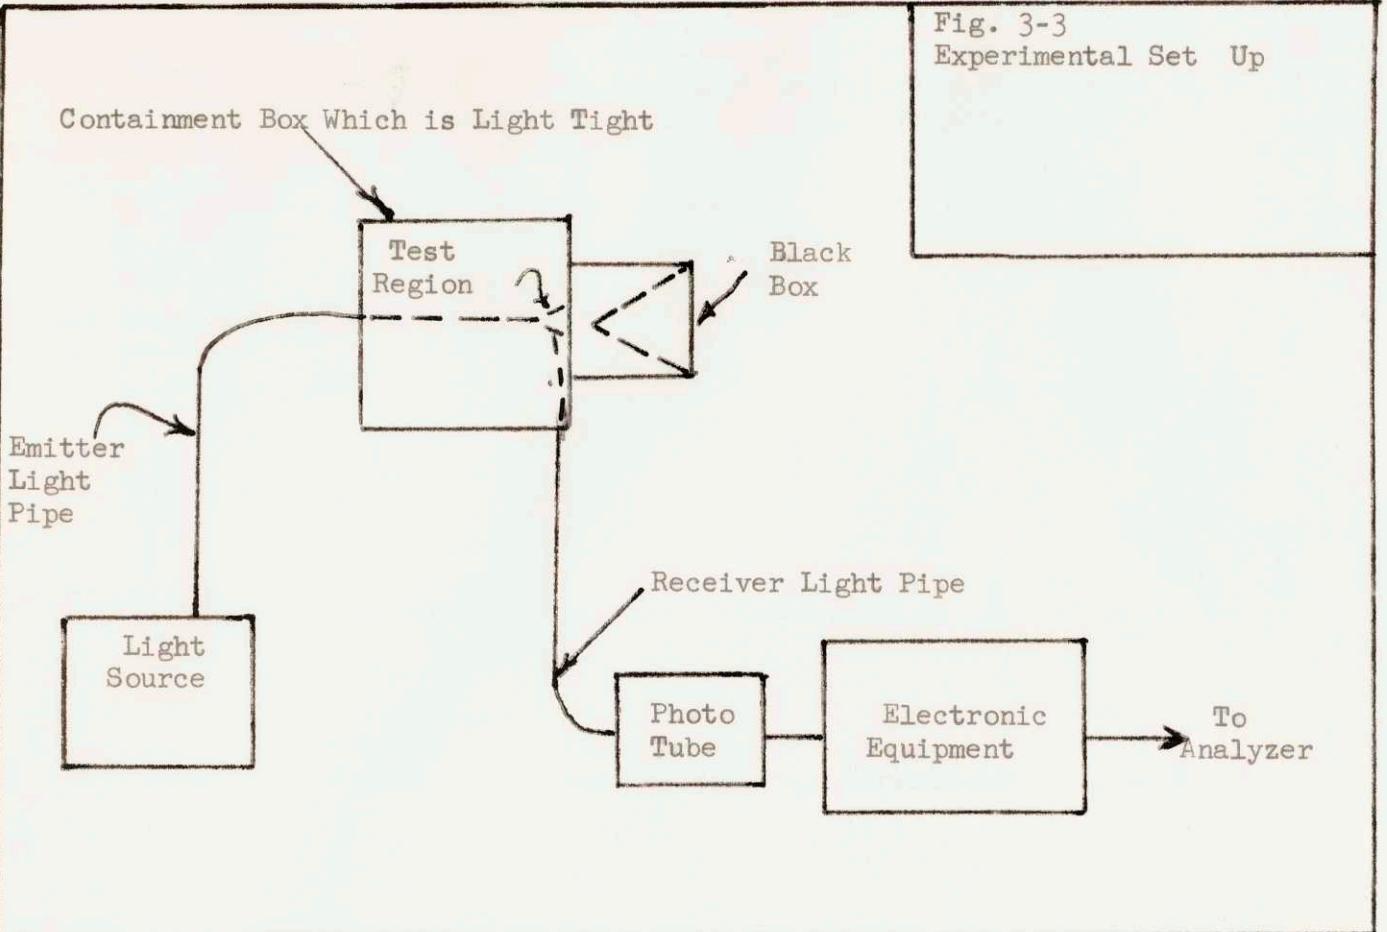 Fig. 3-3
Experimental Set Up
Containment Box Which is Light Tight
Test
Region
Black
Box
Emitter
Light
Pipe
Receiver Light Pipe
Light
Source
Photo
Tube
Electronic
Equipment
To
Analyzer